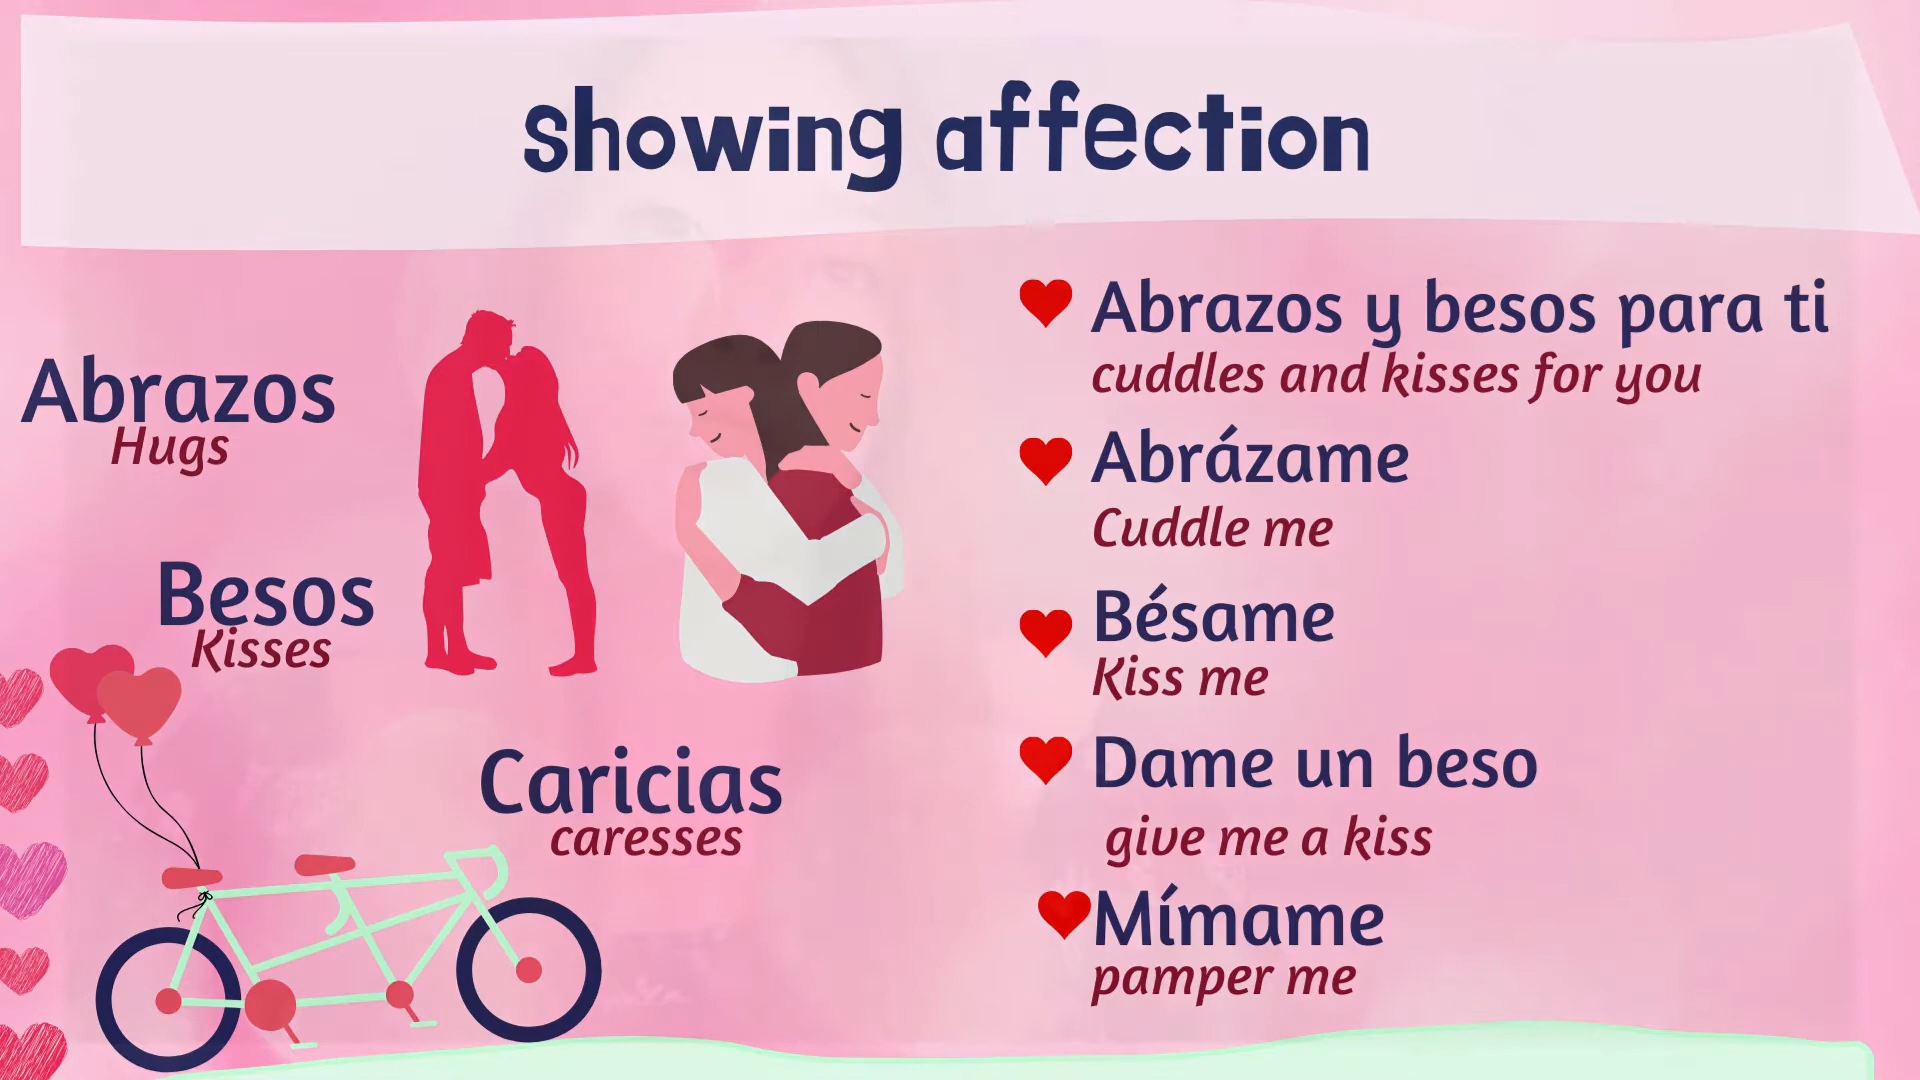 showing affection
Abrazos
Hugs
Besos
Kisses
Caricias
caresses
Abrazos y besos para ti
cuddles and kisses for you
Abrázame
Cuddle me
Bésame
Kiss me
Dame un beso
give me a kiss
Mímame
pamper me